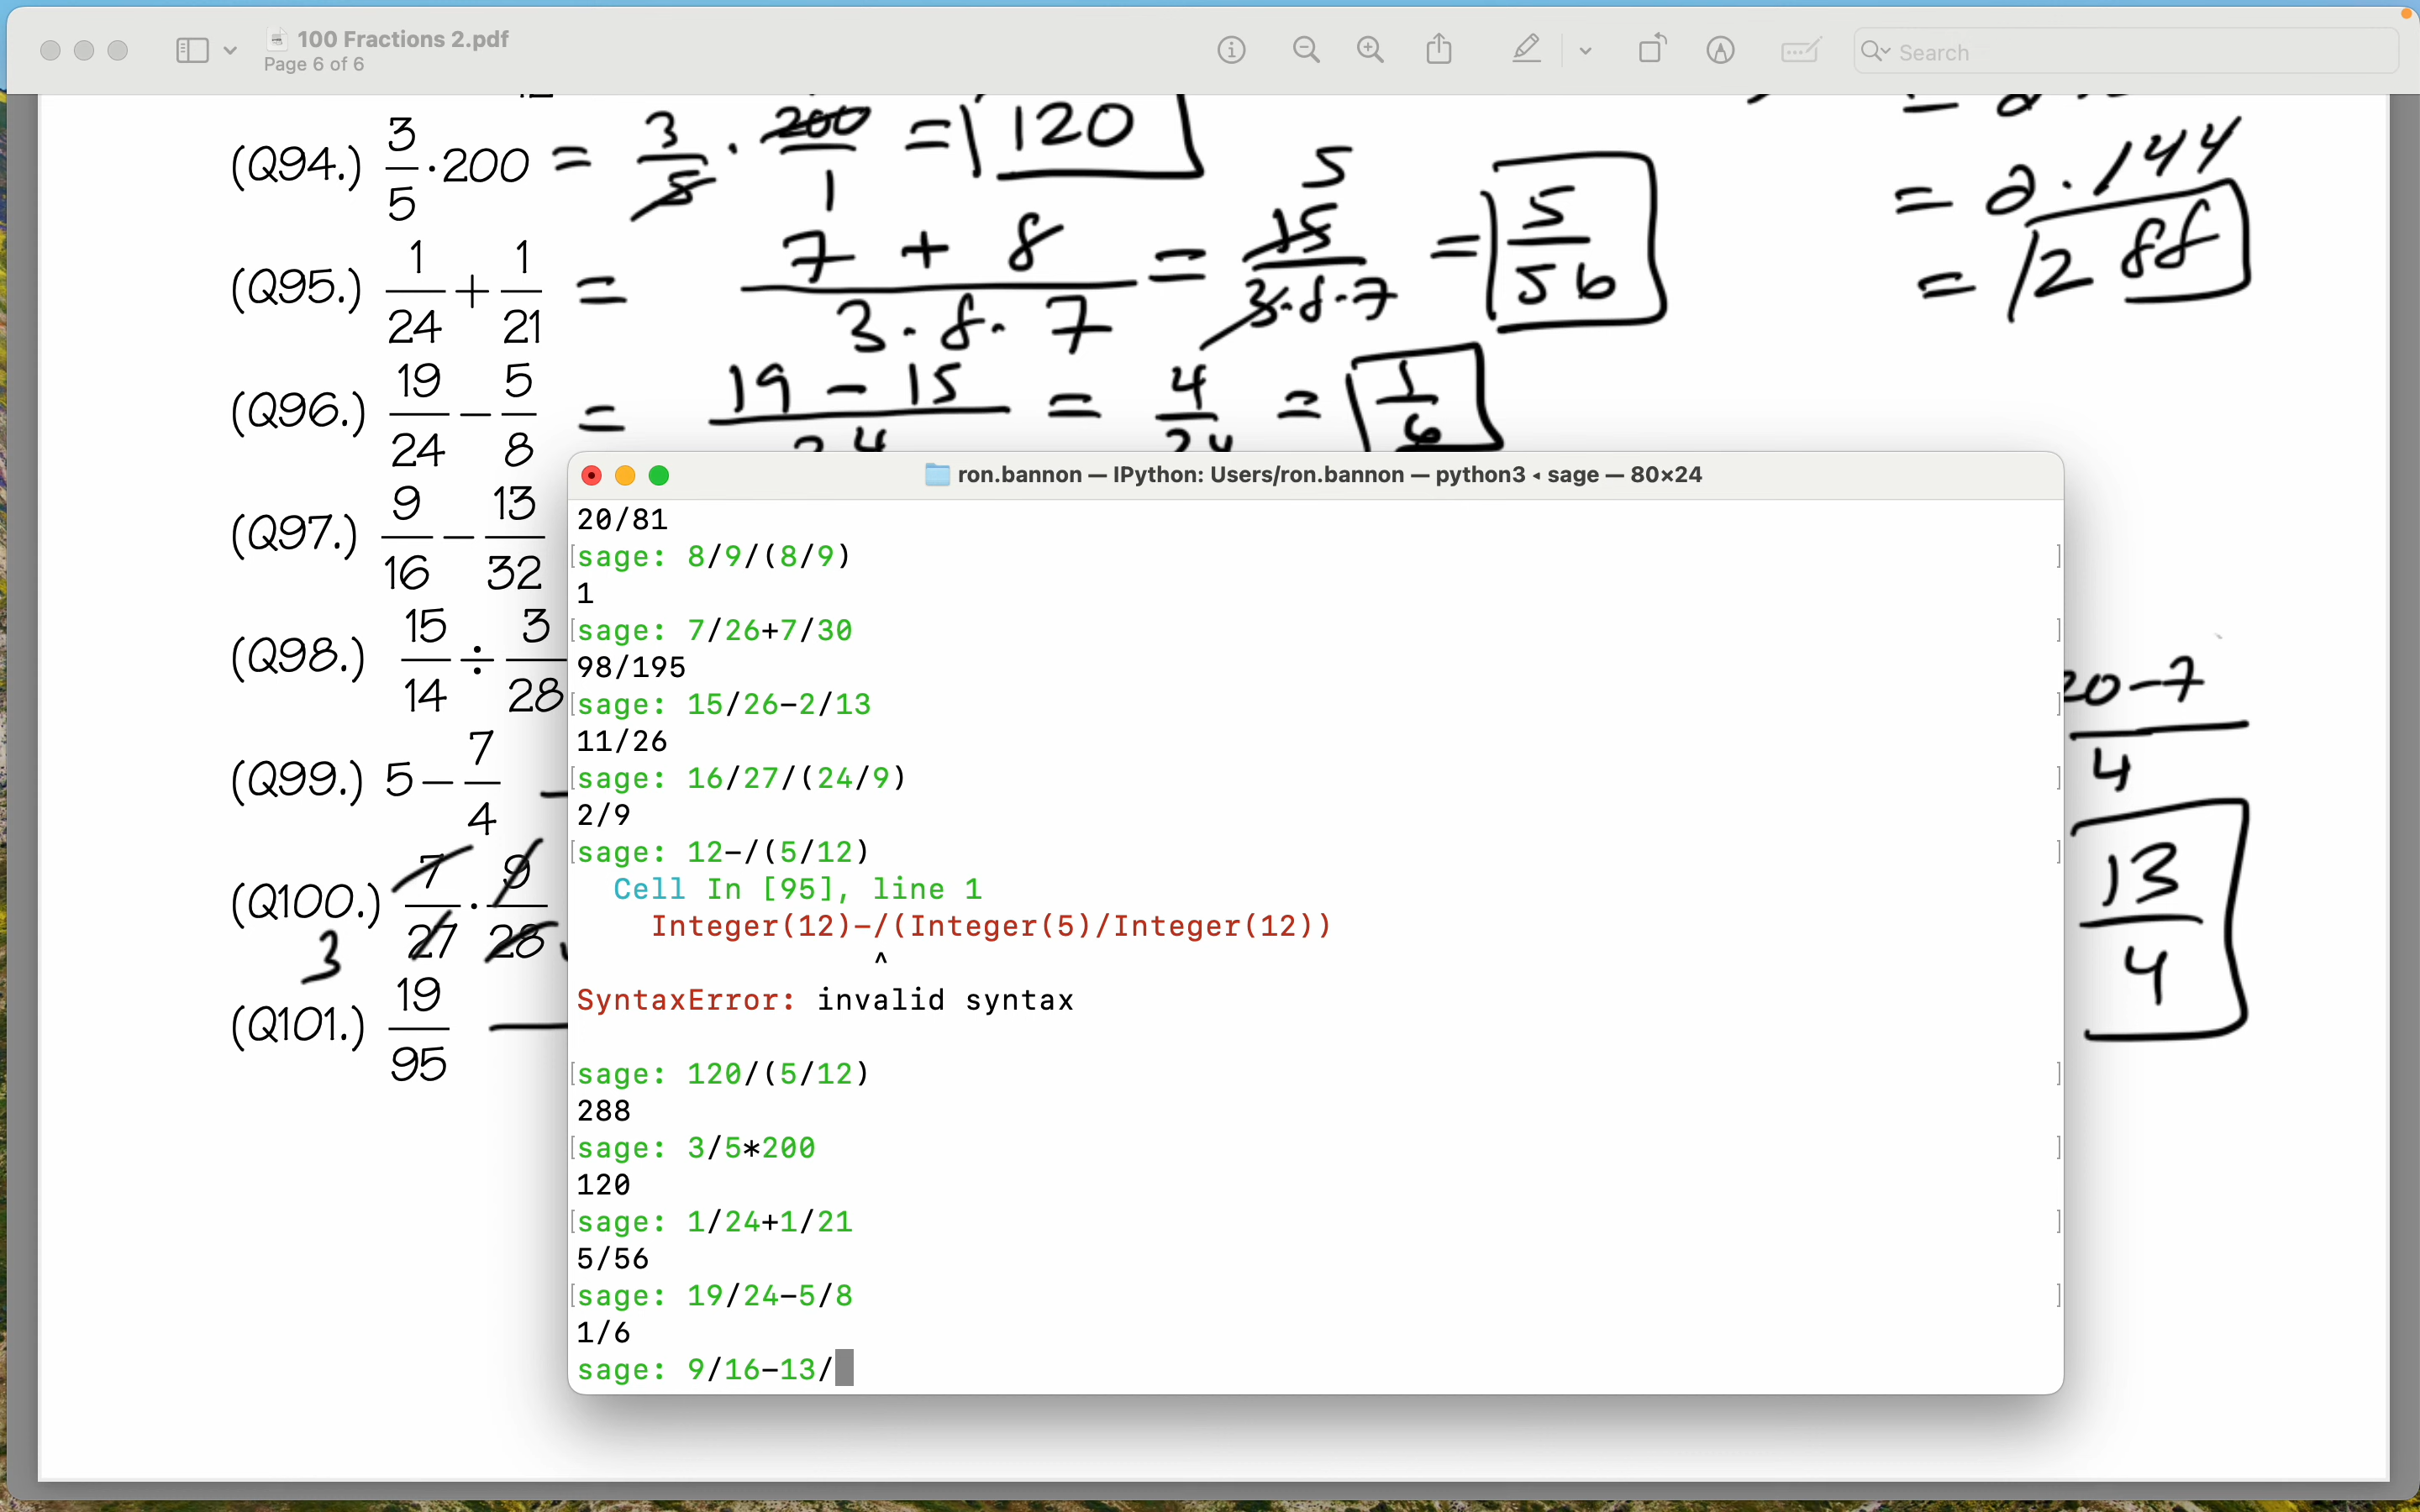 100 Fractions 2.pdf
Page 6 of 6
Search
(Q94.) 3/5 · 200 = 3/5 · 200/1 = 120
= 2 · 144
= 288
(Q95.) 1/24 + 1/21 = 7 + 8/3 · 8 · 7 = 15/3 · 8 · 7 = 5/56
5
(Q96.) 19/24 − 5/8 = 19 − 15/24 = 4/24 = 1/6
(Q97.) 9/16 − 13/32
(Q98.) 15/14 ÷ 3/28
(Q99.) 5 − 7/4
20 − 7/4
13/4
(Q100.) 7/27 · 9/28
3
(Q101.) 19/95
ron.bannon — IPython: Users/ron.bannon — python3 ◂ sage — 80×24
20/81
sage: 8/9/(8/9)
1
sage: 7/26+7/30
98/195
sage: 15/26-2/13
11/26
sage: 16/27/(24/9)
2/9
sage: 12-/(5/12)
Cell In [95], line 1
Integer(12)-/(Integer(5)/Integer(12))
^
SyntaxError: invalid syntax
sage: 120/(5/12)
288
sage: 3/5*200
120
sage: 1/24+1/21
5/56
sage: 19/24-5/8
1/6
sage: 9/16-13/